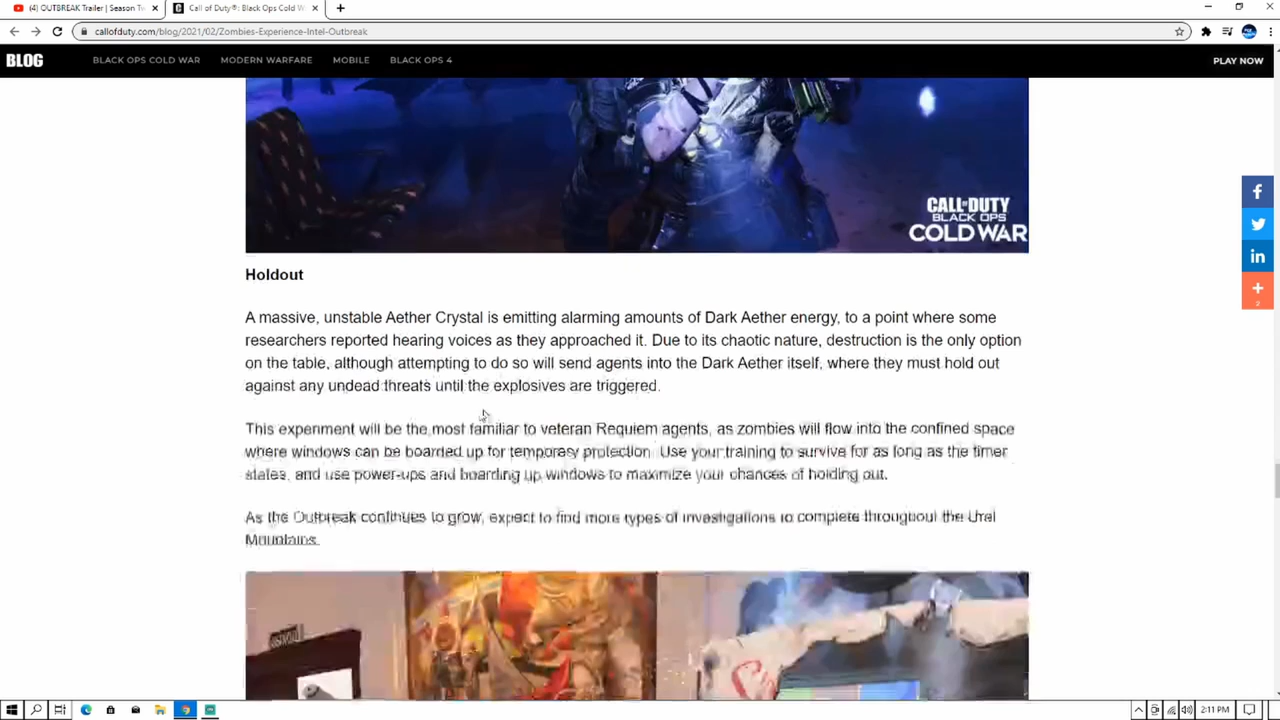 (4) OUTBREAK Trailer | Season Tw
Call of Duty®: Black Ops Cold W
callofduty.com/blog/2021/02/Zombies-Experience-Intel-Outbreak
BLOG BLACK OPS COLD WAR MODERN WARFARE MOBILE BLACK OPS 4 PLAY NOW
CALL OF DUTY
BLACK OPS
COLD WAR
Holdout
A massive, unstable Aether Crystal is emitting alarming amounts of Dark Aether energy, to a point where some
researchers reported hearing voices as they approached it. Due to its chaotic nature, destruction is the only option
on the table, although attempting to do so will send agents into the Dark Aether itself, where they must hold out
against any undead threats until the explosives are triggered.
This experiment will be the most familiar to veteran Requiem agents, as zombies will flow into the confined space
where windows can be boarded up for temporary protection. Use your training to survive for as long as the timer
states, and use power-ups and boarding up windows to maximize your chances of holding out.
As the Outbreak continues to grow, expect to find more types of investigations to complete throughout the Ural
Mountains.
2
2:11 PM